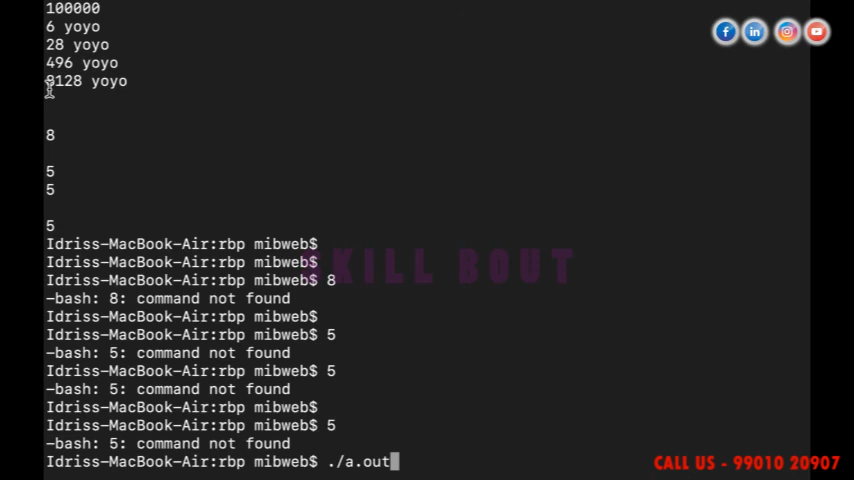 100000
6 yoyo
28 yoyo
496 yoyo
8128 yoyo
8
5
5
5
Idriss-MacBook-Air:rbp mibweb$
Idriss-MacBook-Air:rbp mibweb$
Idriss-MacBook-Air:rbp mibweb$ 8
-bash: 8: command not found
Idriss-MacBook-Air:rbp mibweb$
Idriss-MacBook-Air:rbp mibweb$ 5
-bash: 5: command not found
Idriss-MacBook-Air:rbp mibweb$ 5
-bash: 5: command not found
Idriss-MacBook-Air:rbp mibweb$
Idriss-MacBook-Air:rbp mibweb$ 5
-bash: 5: command not found
Idriss-MacBook-Air:rbp mibweb$ ./a.out
SKILL BOUT
CALL US - 99010 20907